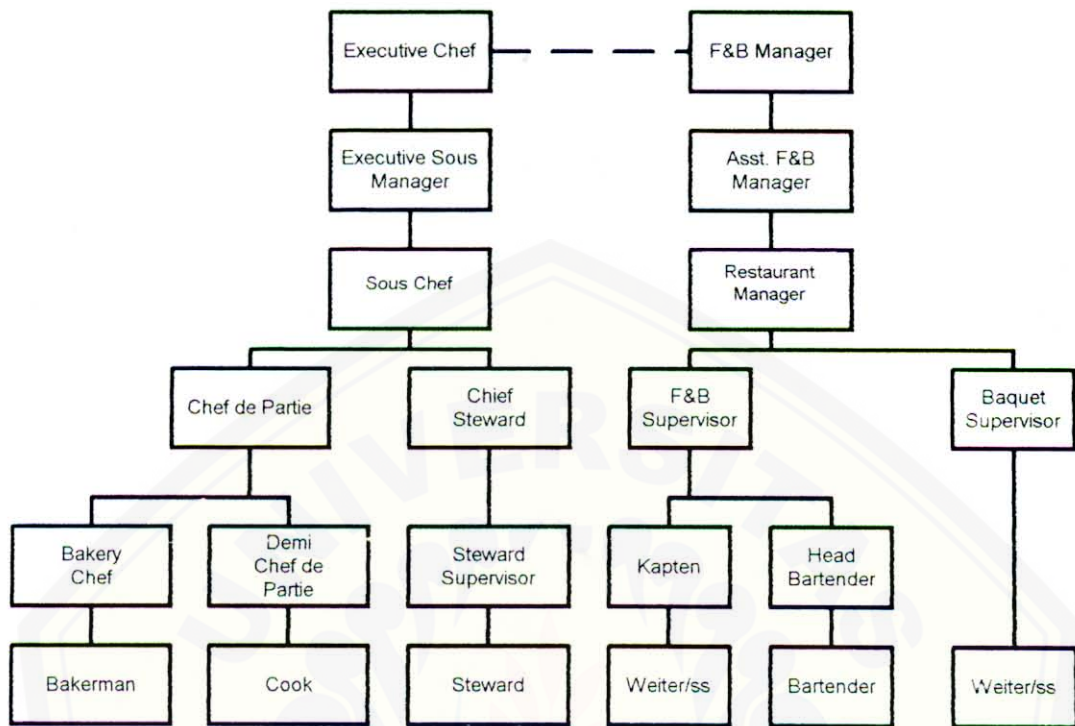 Executive Chef
F&B Manager
Executive Sous
Manager
Asst. F&B
Manager
Sous Chef
Restaurant
Manager
Chef de Partie
Chief
Steward
F&B
Supervisor
Baquet
Supervisor
Bakery
Chef
Demi
Chef de
Partie
Steward
Supervisor
Kapten
Head
Bartender
Bakerman
Cook
Steward
Weiter/ss
Bartender
Weiter/ss
UNIVERSITAS